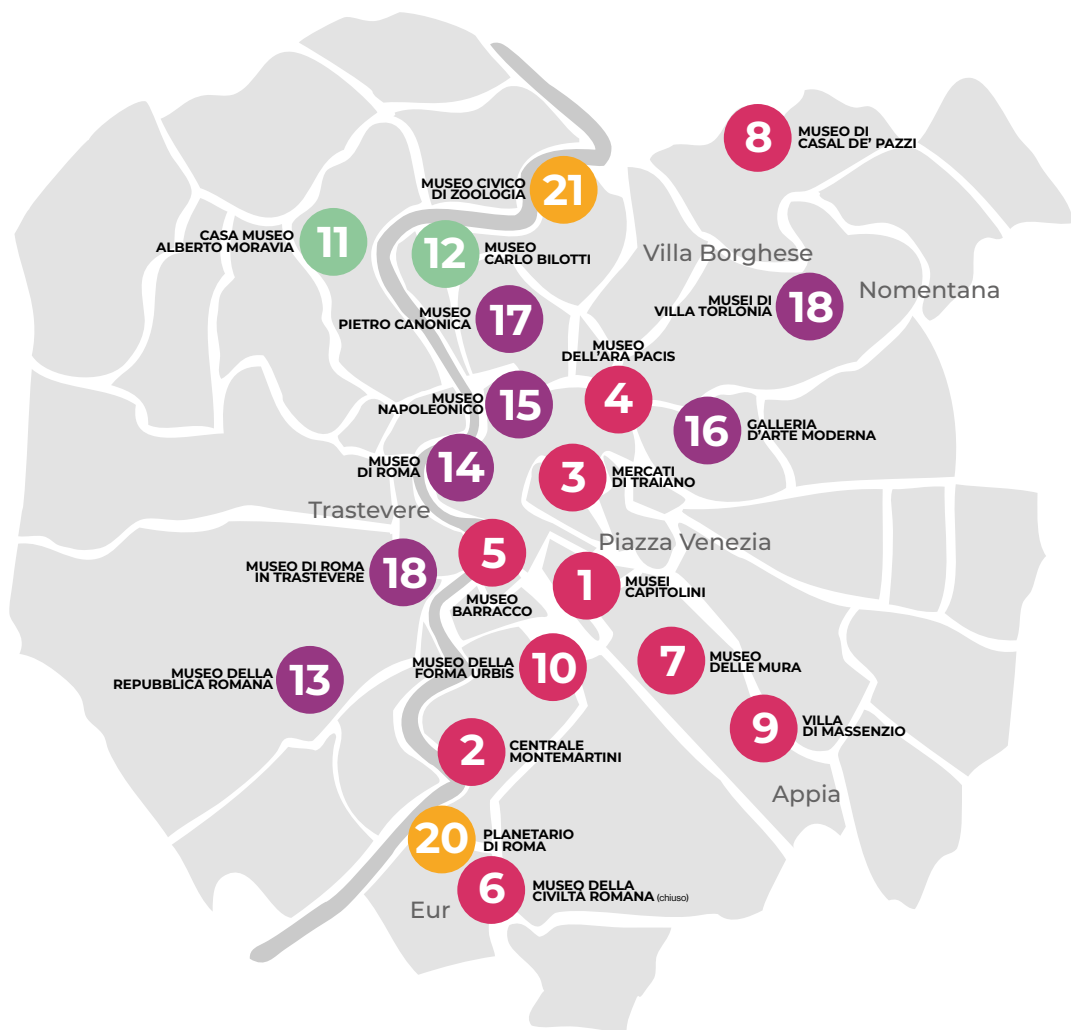 8
MUSEO DI
CASAL DE' PAZZI
MUSEO CIVICO
DI ZOOLOGIA
21
CASA MUSEO
ALBERTO MORAVIA
11
12
MUSEO
CARLO BILOTTI
Villa Borghese
Nomentana
MUSEI DI
VILLA TORLONIA
18
MUSEO
PIETRO CANONICA
17
MUSEO
DELL'ARA PACIS
4
MUSEO
NAPOLEONICO
15
16
GALLERIA
D'ARTE MODERNA
MUSEO
DI ROMA
14
3
MERCATI
DI TRAIANO
Trastevere
Piazza Venezia
5
MUSEO
BARRACCO
MUSEO DI ROMA
IN TRASTEVERE
18
1
MUSEI
CAPITOLINI
MUSEO DELLA
REPUBBLICA ROMANA
13
MUSEO DELLA
FORMA URBIS
10
7
MUSEO
DELLE MURA
9
VILLA
DI MASSENZIO
2
CENTRALE
MONTEMARTINI
Appia
20
PLANETARIO
DI ROMA
6
MUSEO DELLA
CIVILTÀ ROMANA (chiuso)
Eur